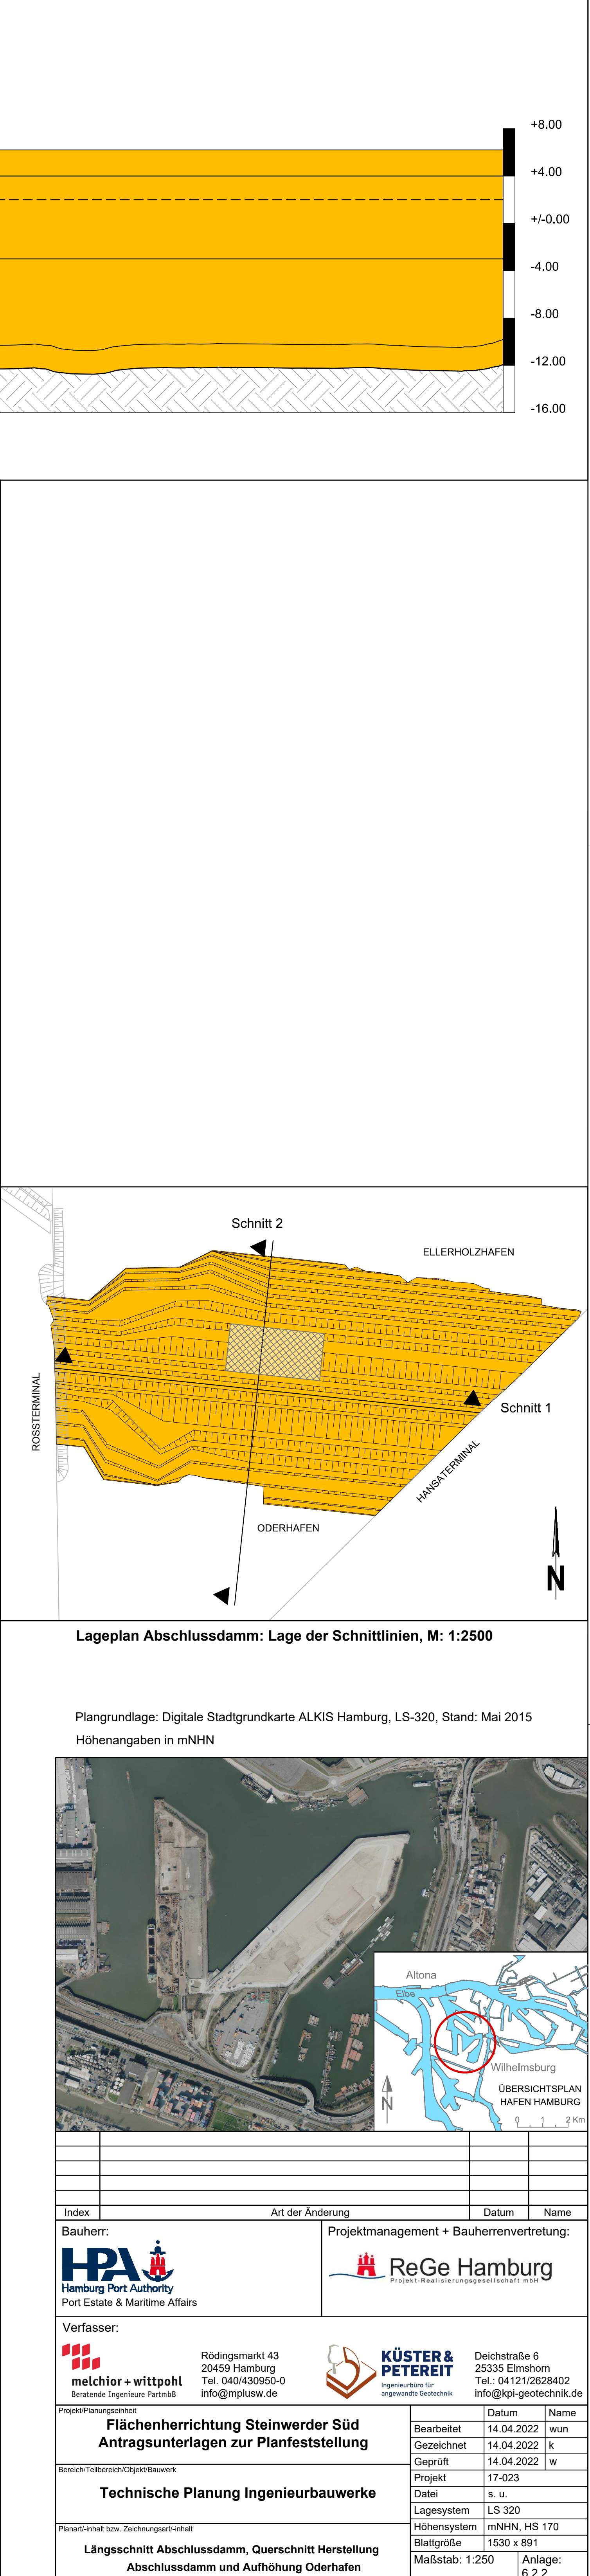 +8.00
+4.00
+/-0.00
-4.00
-8.00
-12.00
-16.00
Schnitt 2
ELLERHOLZHAFEN
ROSSTERMINAL
Schnitt 1
HANSATERMINAL
ODERHAFEN
N
Lageplan Abschlussdamm: Lage der Schnittlinien, M: 1:2500
Plangrundlage: Digitale Stadtgrundkarte ALKIS Hamburg, LS-320, Stand: Mai 2015
Höhenangaben in mNHN
Altona
Elbe
Wilhelmsburg
N
ÜBERSICHTSPLAN
HAFEN HAMBURG
0 1 2 Km
Index Art der Änderung Datum Name
Bauherr:
HPA
Hamburg Port Authority
Port Estate & Maritime Affairs
Projektmanagement + Bauherrenvertretung:
ReGe Hamburg
Projekt-Realisierungsgesellschaft mbH
Verfasser:
melchior + wittpohl
Beratende Ingenieure PartmbB
Rödingsmarkt 43
20459 Hamburg
Tel. 040/430950-0
info@mplusw.de
KÜSTER &
PETEREIT
Ingenieurbüro für
angewandte Geotechnik
Deichstraße 6
25335 Elmshorn
Tel.: 04121/2628402
info@kpi-geotechnik.de
Projekt/Planungseinheit
Flächenherrichtung Steinwerder Süd
Antragsunterlagen zur Planfeststellung
Bereich/Teilbereich/Objekt/Bauwerk
Technische Planung Ingenieurbauwerke
Planart/-inhalt bzw. Zeichnungsart/-inhalt
Längsschnitt Abschlussdamm, Querschnitt Herstellung
Abschlussdamm und Aufhöhung Oderhafen
Datum Name
Bearbeitet 14.04.2022 wun
Gezeichnet 14.04.2022 k
Geprüft 14.04.2022 w
Projekt 17-023
Datei s. u.
Lagesystem LS 320
Höhensystem mNHN, HS 170
Blattgröße 1530 x 891
Maßstab: 1:250 Anlage:
6.2.2